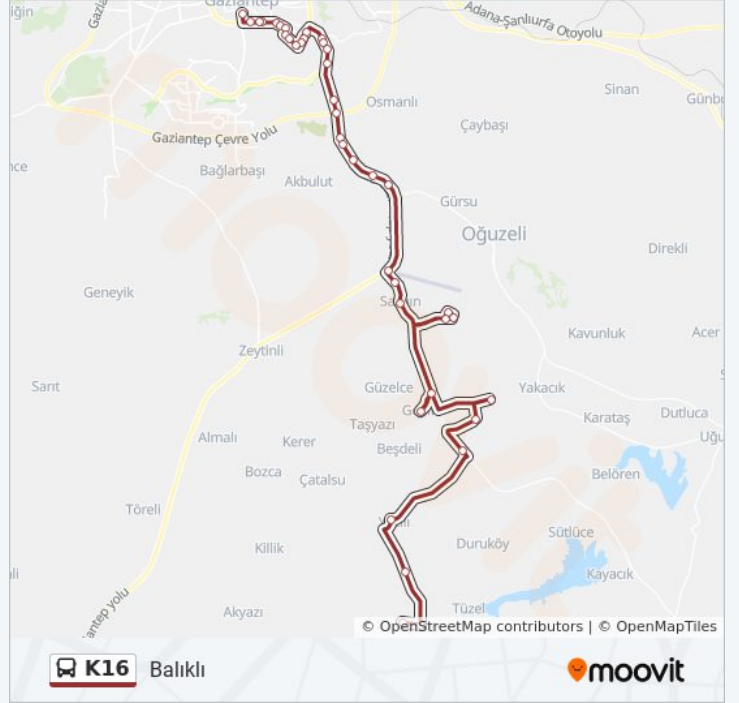 Gaziantep
Adana-Şanlıurfa Otoyolu
Sinan
Osmanlı
Çaybaşı
Gaziantep Çevre Yolu
Bağlarbaşı
Akbulut
Gürsu
Oğuzeli
Direkli
Geneyik
Kavunluk
Acer
Zeytinli
Sarıt
Güzelce
Yakacık
Karataş
Dutluca
Taşyazı
Almalı
Kerer
Beşdeli
Bozca
Çatalsu
Belören
Töreli
Sütlüce
Killik
Duruköy
Kayacık
Akyazı
Tüzel
© OpenStreetMap contributors | © OpenMapTiles
K16 Balıklı
moovit